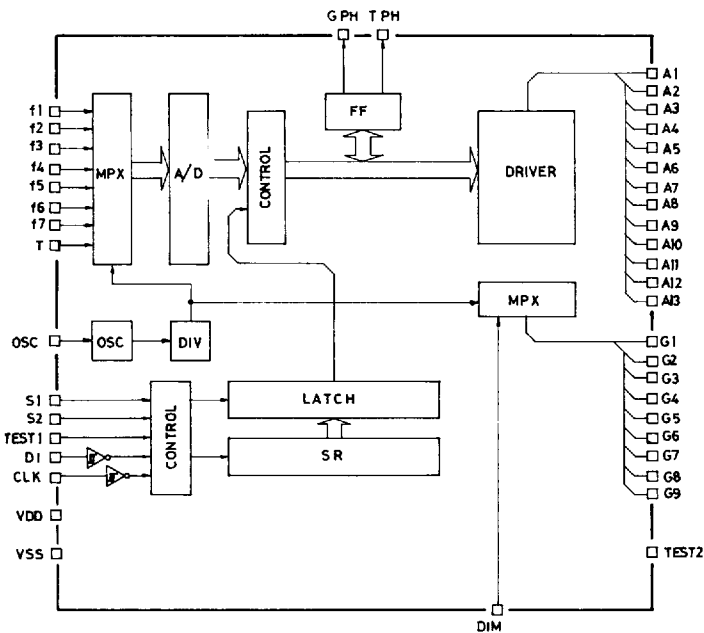 G PH T PH
f1
f2
f3
f4
f5
f6
f7
T
MPX
A/D
CONTROL
FF
DRIVER
A1
A2
A3
A4
A5
A6
A7
A8
A9
A10
A11
A12
A13
OSC
OSC
DIV
MPX
G1
G2
G3
G4
G5
G6
G7
G8
G9
S1
S2
TEST1
DI
CLK
CONTROL
LATCH
SR
VDD
VSS
TEST2
DIM